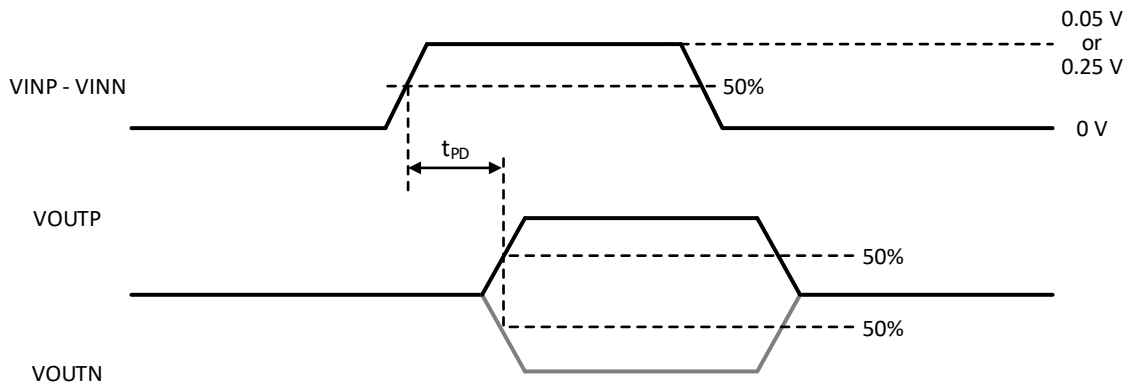 0.05 V
or
0.25 V
VINP - VINN
50%
0 V
tPD
VOUTP
50%
50%
VOUTN